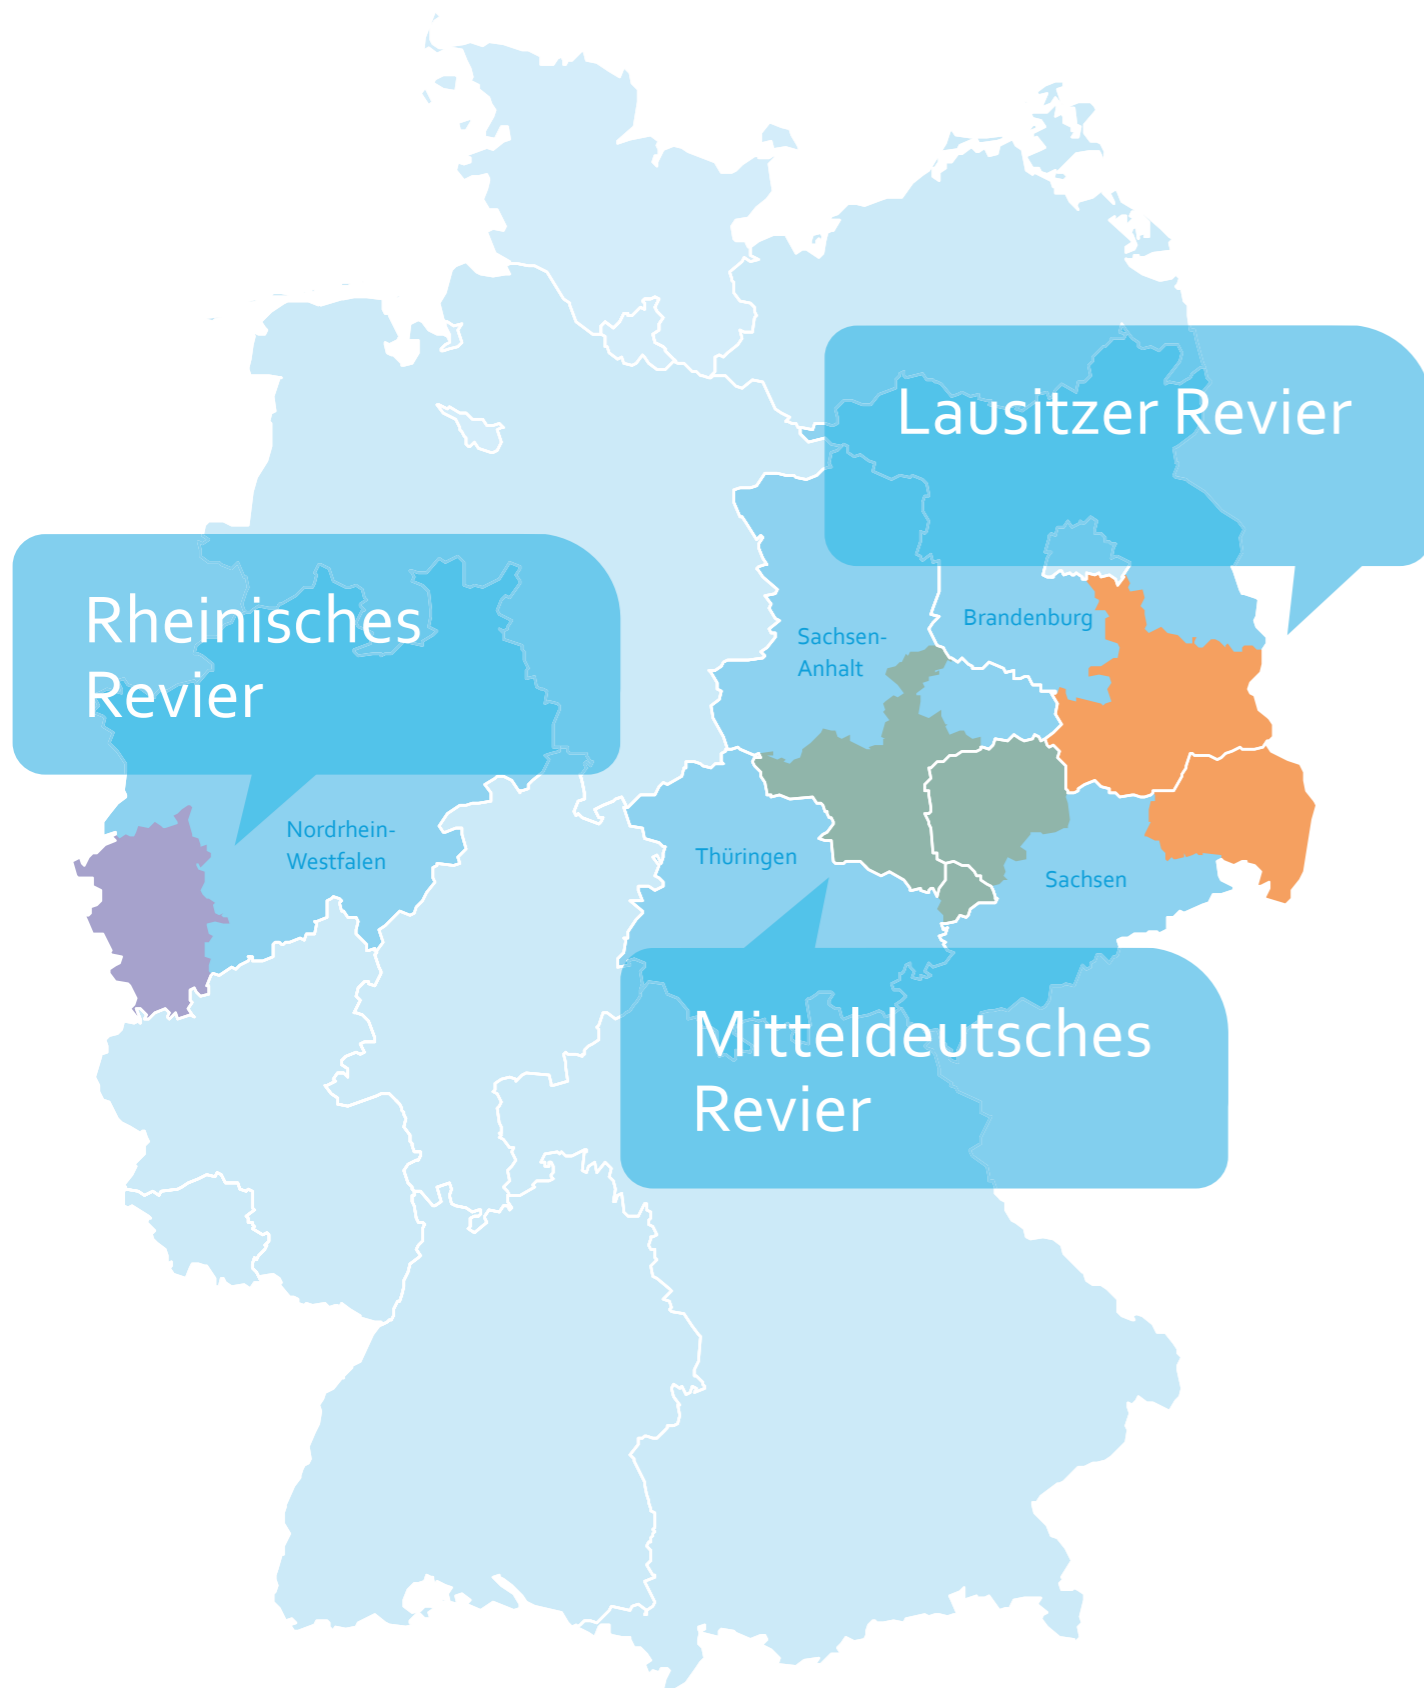 Lausitzer Revier
Rheinisches
Revier
Brandenburg
Sachsen-
Anhalt
Nordrhein-
Westfalen
Thüringen
Sachsen
Mitteldeutsches
Revier